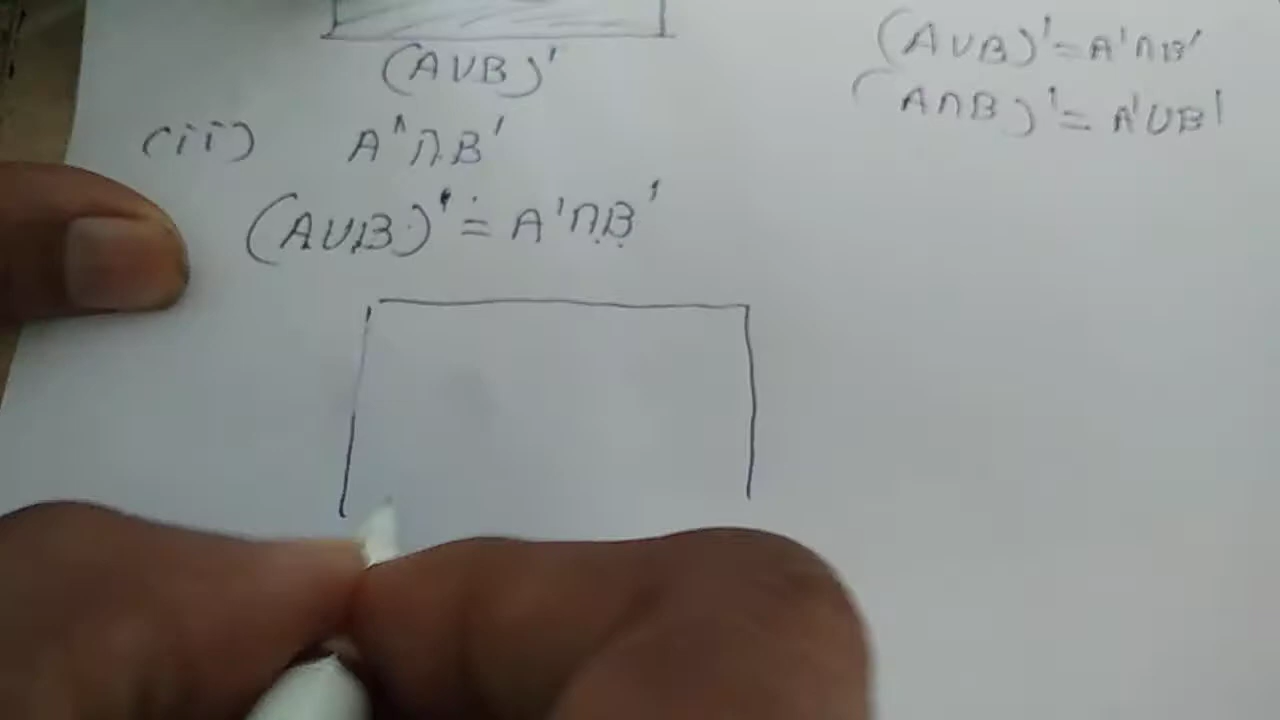 (A∪B)'
(A∪B)' = A'∩B'
(A∩B)' = A'∪B'
(ii) A'∩B'
(A∪B)' = A'∩B'